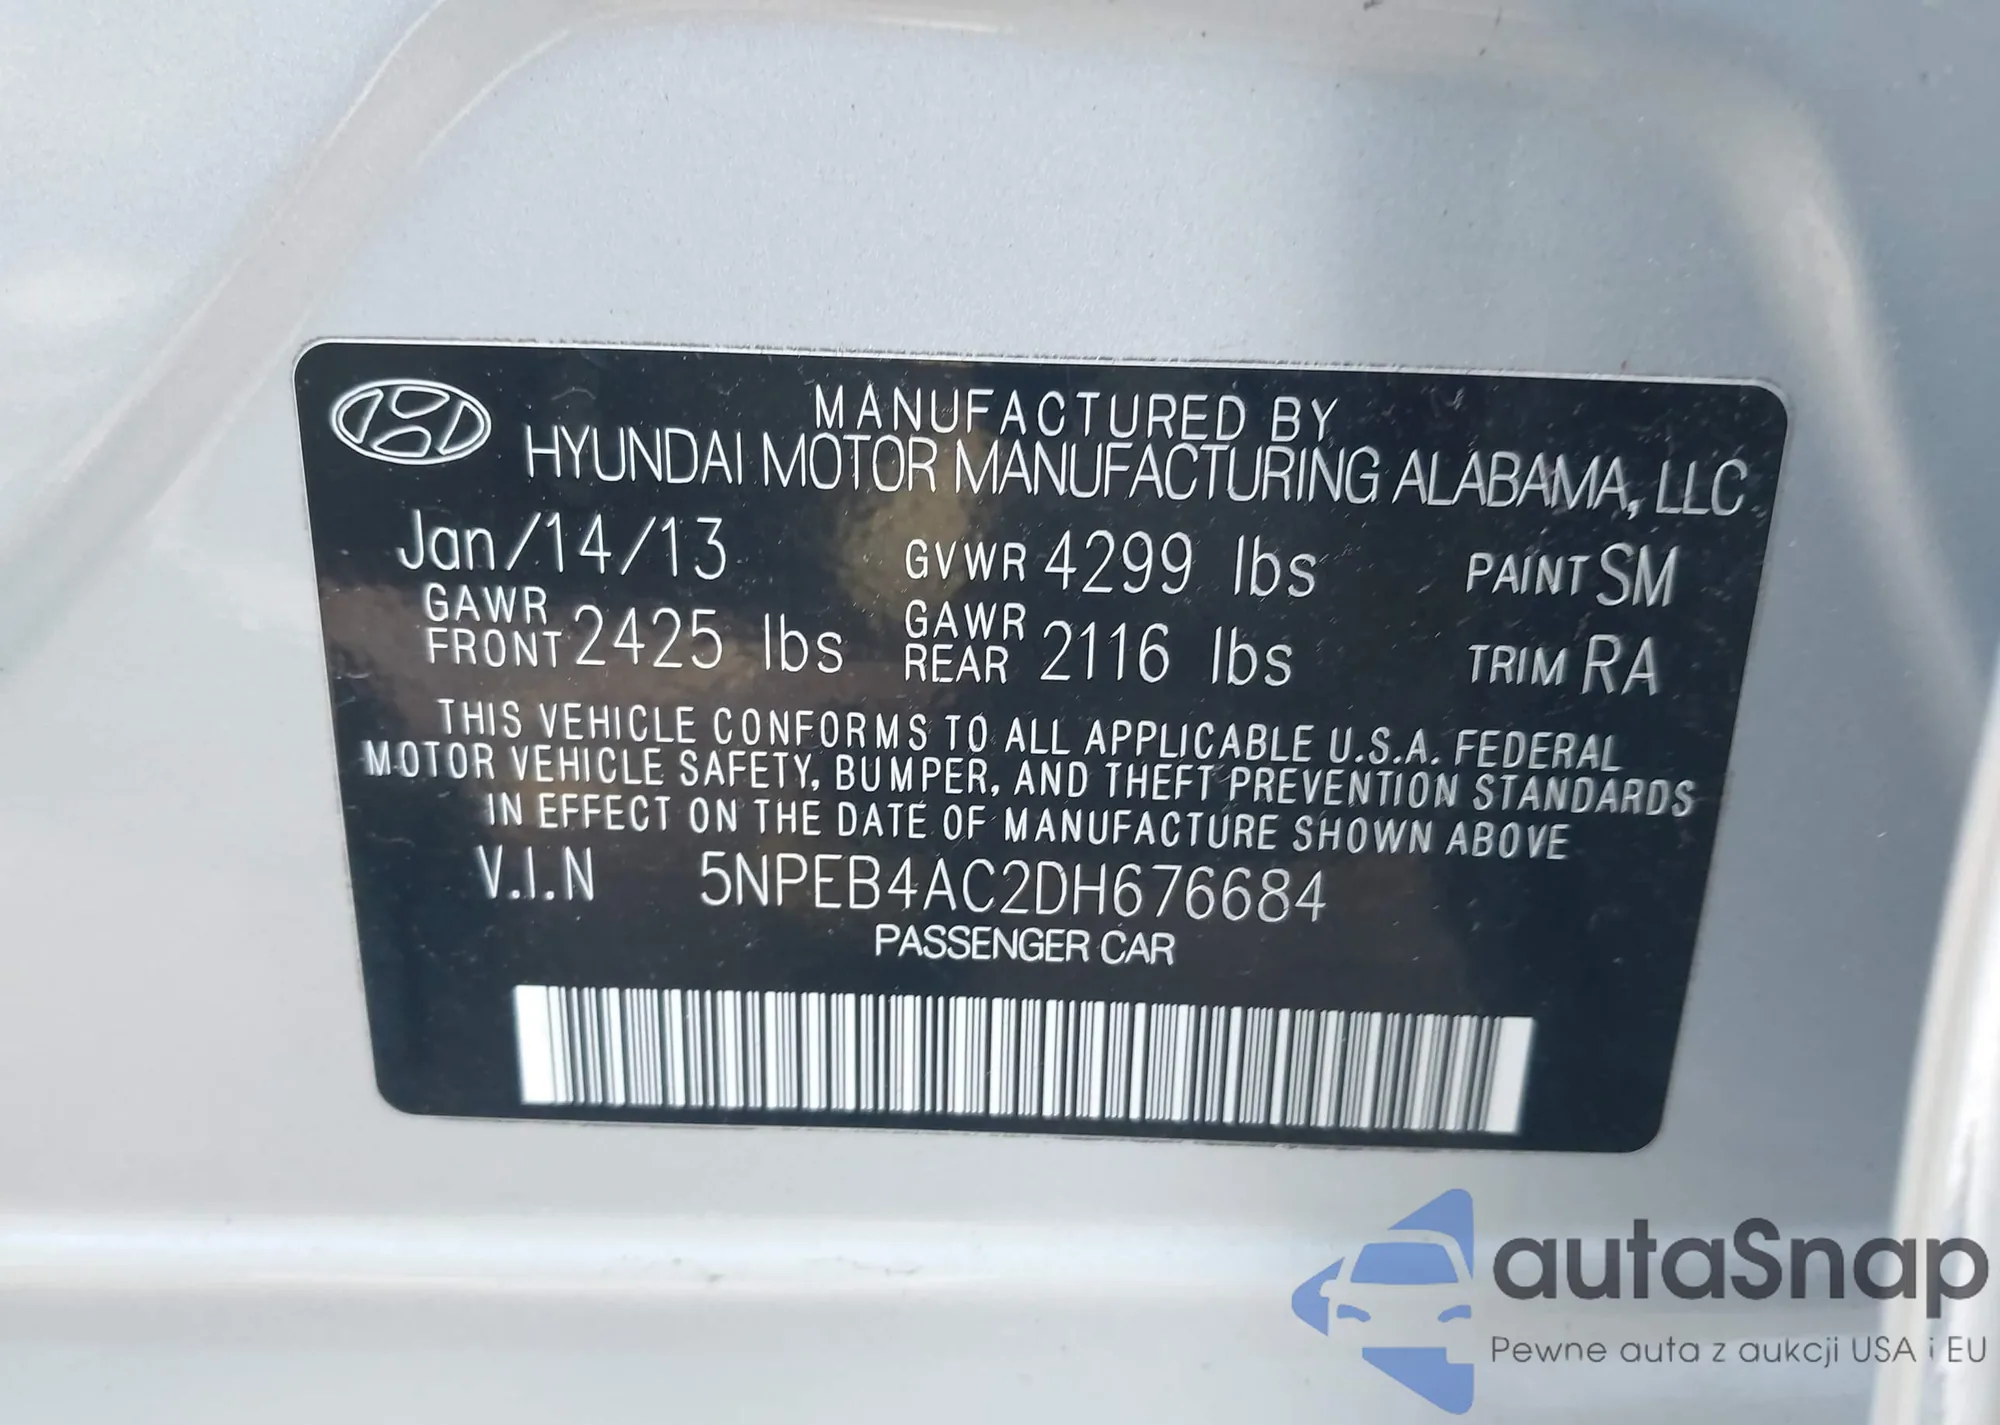 MANUFACTURED BY
HYUNDAI MOTOR MANUFACTURING ALABAMA, LLC
Jan/14/13 GVWR 4299 lbs PAINT SM
GAWR FRONT 2425 lbs GAWR REAR 2116 lbs TRIM RA
THIS VEHICLE CONFORMS TO ALL APPLICABLE U.S.A. FEDERAL
MOTOR VEHICLE SAFETY, BUMPER, AND THEFT PREVENTION STANDARDS
IN EFFECT ON THE DATE OF MANUFACTURE SHOWN ABOVE
V.I.N 5NPEB4AC2DH676684
PASSENGER CAR
autaSnap
Pewne auta z aukcji USA i EU